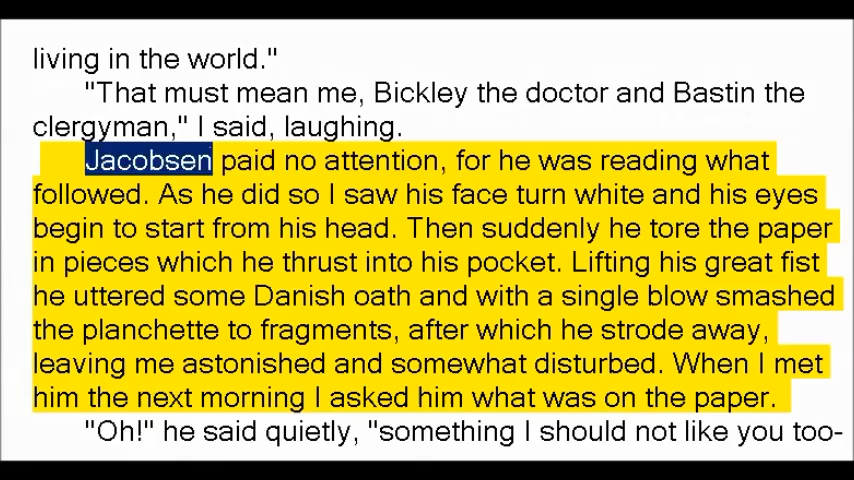 living in the world."
"That must mean me, Bickley the doctor and Bastin the
clergyman," I said, laughing.
Jacobsen paid no attention, for he was reading what
followed. As he did so I saw his face turn white and his eyes
begin to start from his head. Then suddenly he tore the paper
in pieces which he thrust into his pocket. Lifting his great fist
he uttered some Danish oath and with a single blow smashed
the planchette to fragments, after which he strode away,
leaving me astonished and somewhat disturbed. When I met
him the next morning I asked him what was on the paper.
"Oh!" he said quietly, "something I should not like you too-